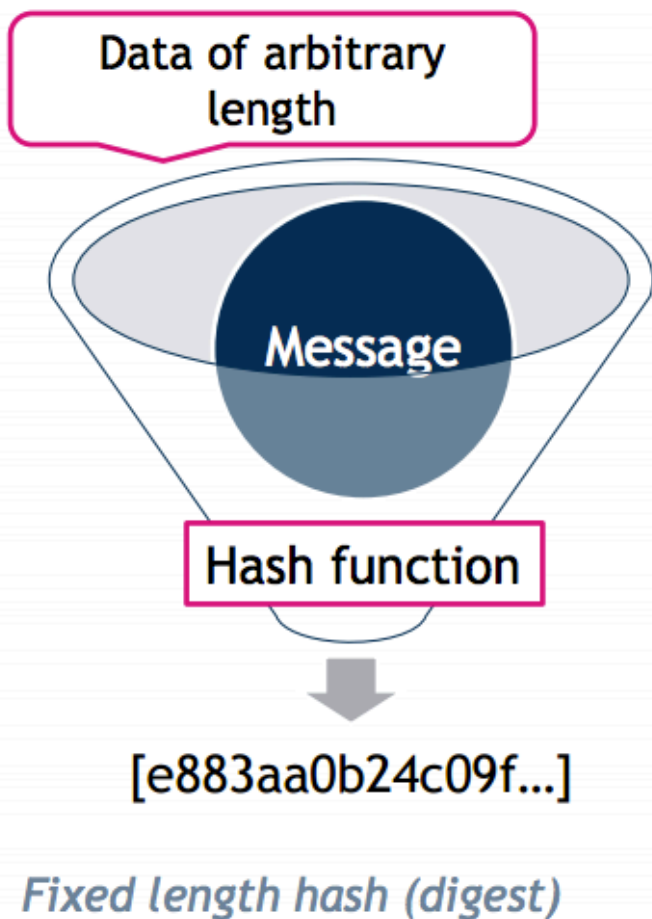 Data of arbitrary
length
Message
Hash function
[e883aa0b24c09f...]
Fixed length hash (digest)